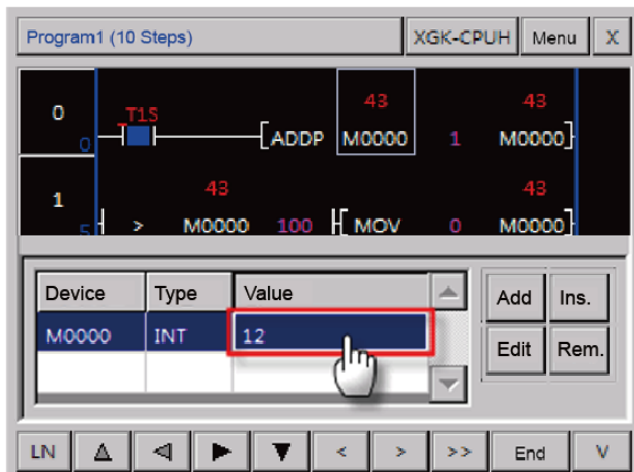 Program1 (10 Steps) XGK-CPUH Menu X
43 43
0 T1S
0 ADDP M0000 1 M0000
43 43
1
5 > M0000 100 MOV 0 M0000
Device Type Value Add Ins.
M0000 INT 12 Edit Rem.
LN < > >> End V